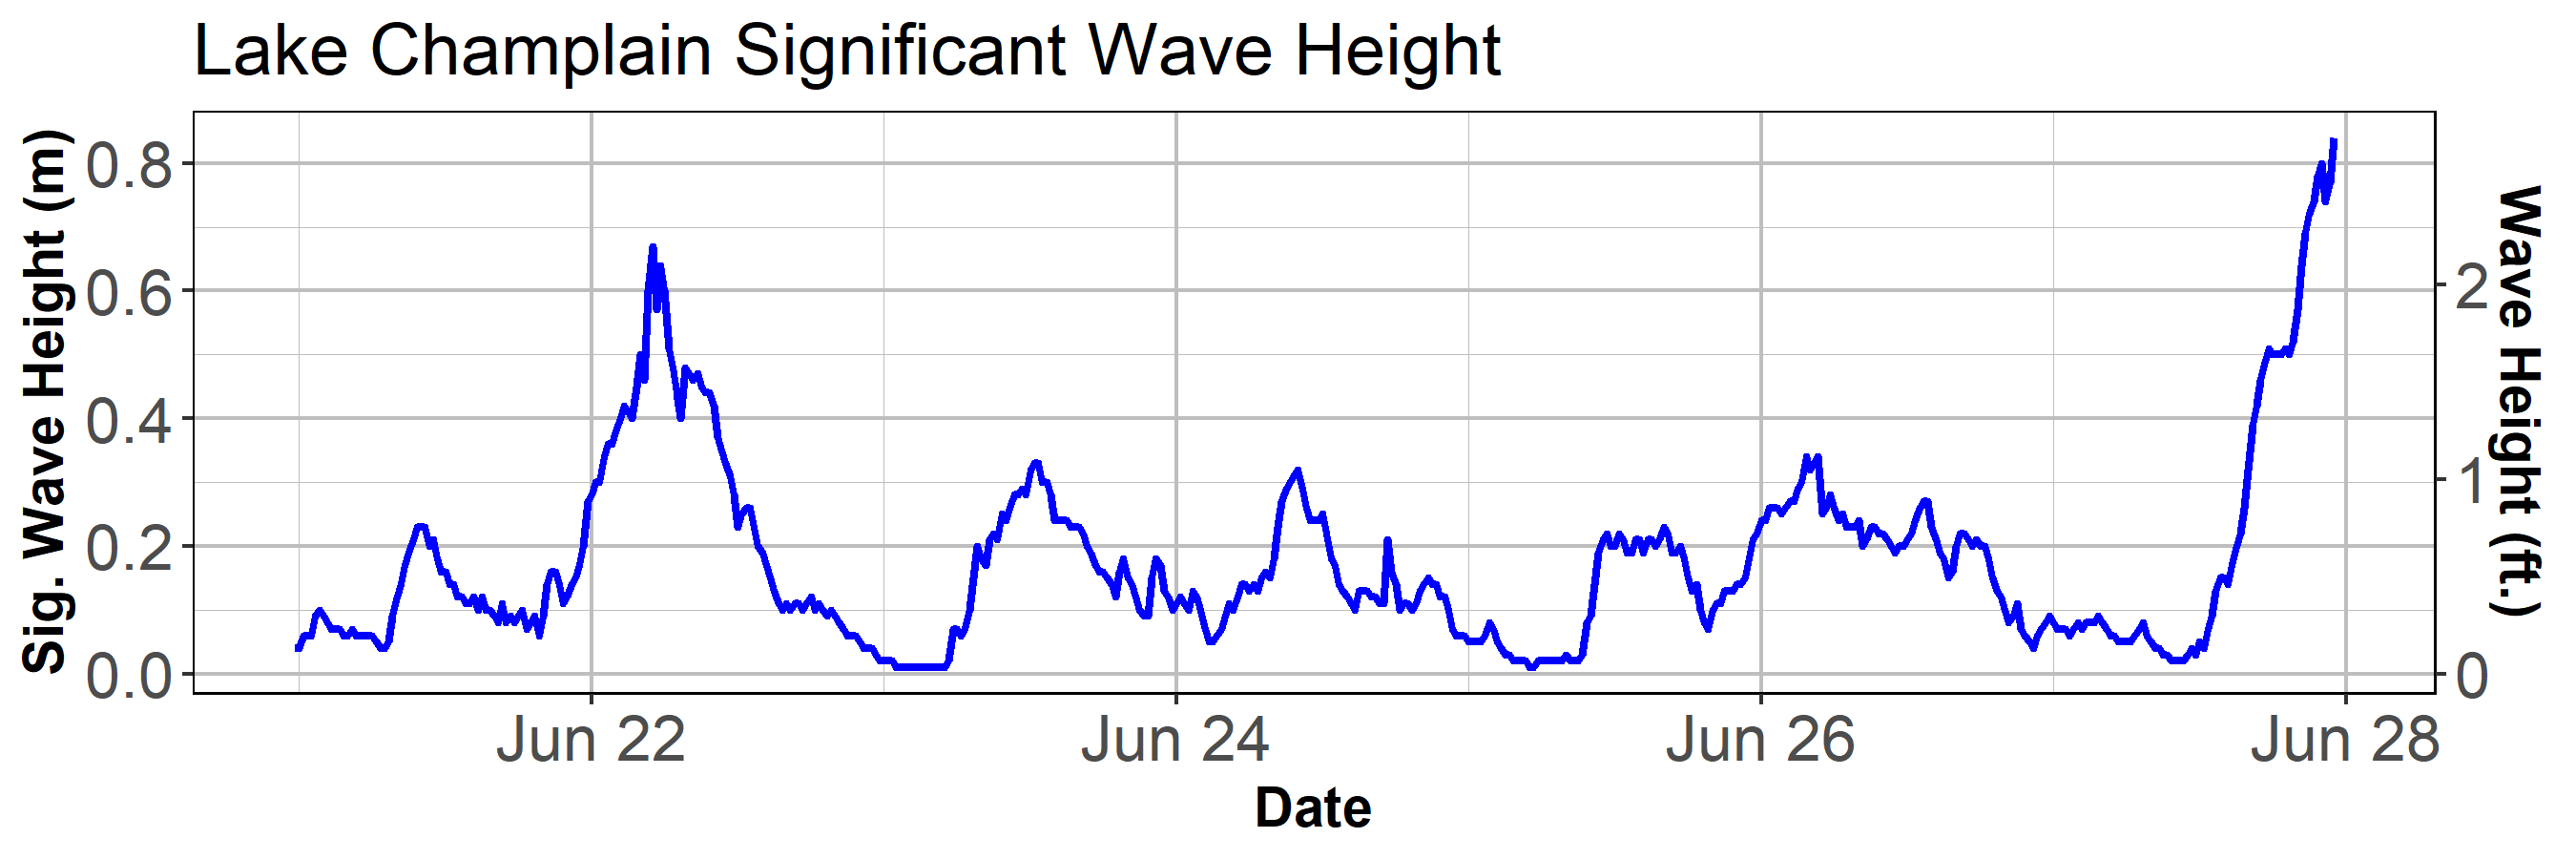 Lake Champlain Significant Wave Height
Sig. Wave Height (m)
0.8
0.6
0.4
0.2
0.0
2
1
0
Wave Height (ft.)
Jun 22
Jun 24
Jun 26
Jun 28
Date